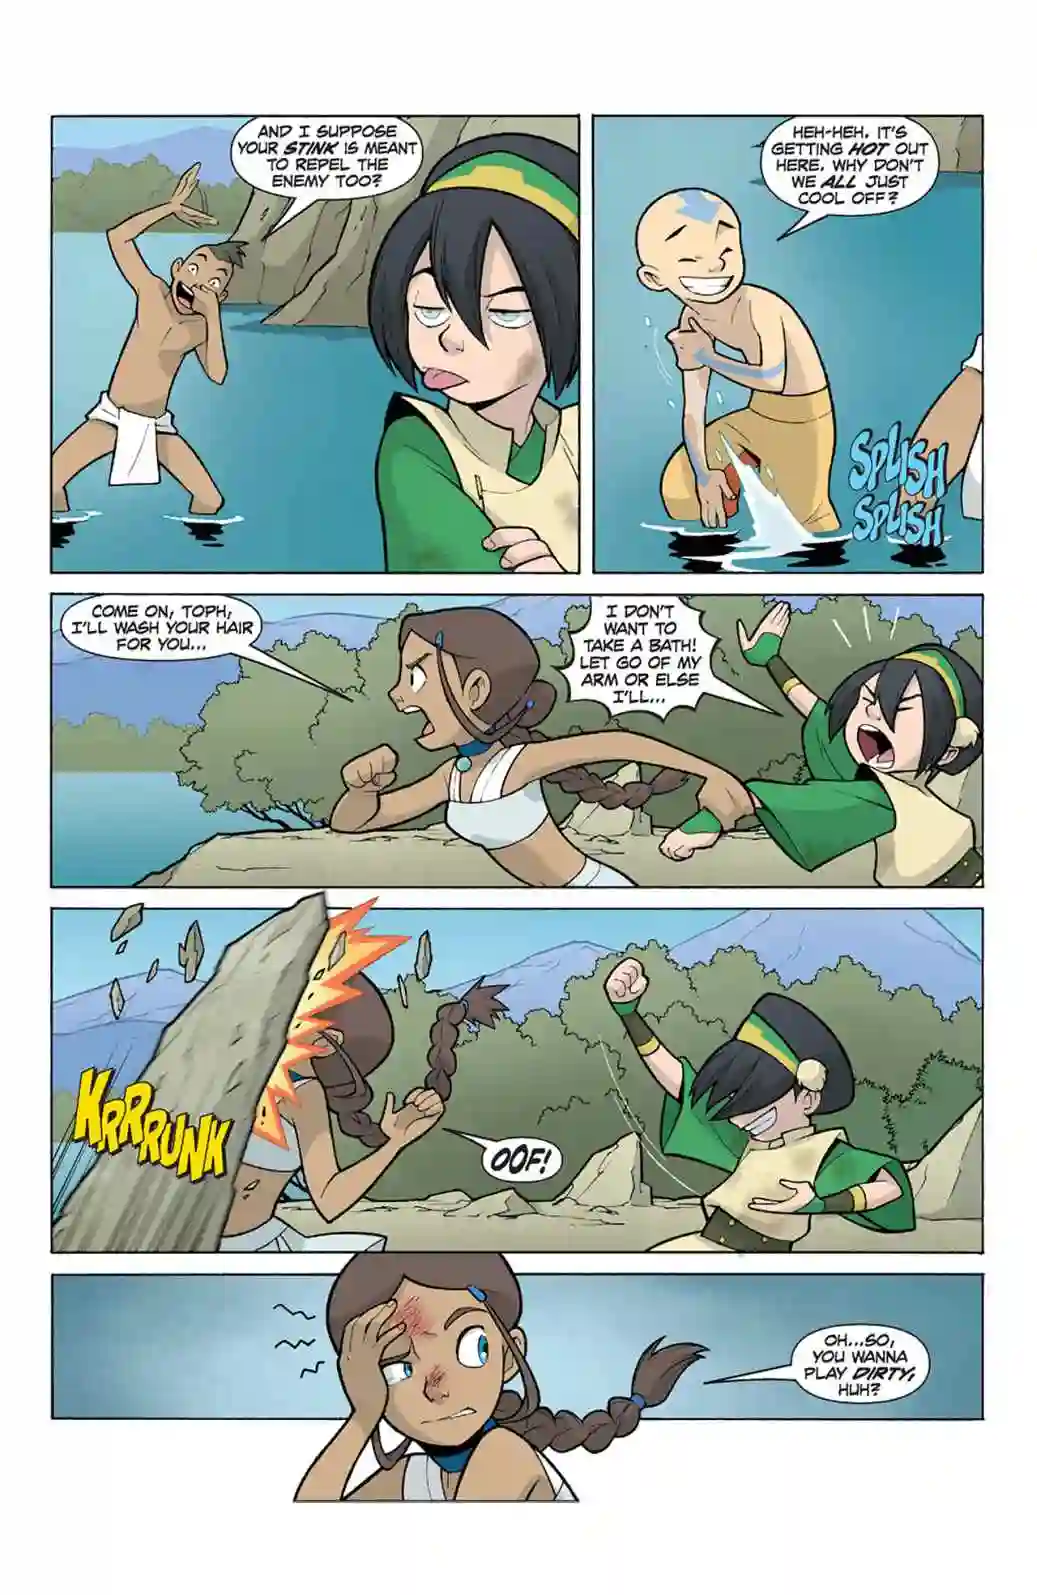 AND I SUPPOSE
YOUR STINK IS MEANT
TO REPEL THE
ENEMY TOO?
HEH-HEH, IT'S
GETTING HOT OUT
HERE, WHY DON'T
WE ALL JUST
COOL OFF?
SPLISH
SPLISH
COME ON, TOPH,
I'LL WASH YOUR HAIR
FOR YOU...
I DON'T
WANT TO
TAKE A BATH!
LET GO OF MY
ARM OR ELSE
I'LL...
KRRRRUNK
OOF!
OH...SO,
YOU WANNA
PLAY DIRTY,
HUH?